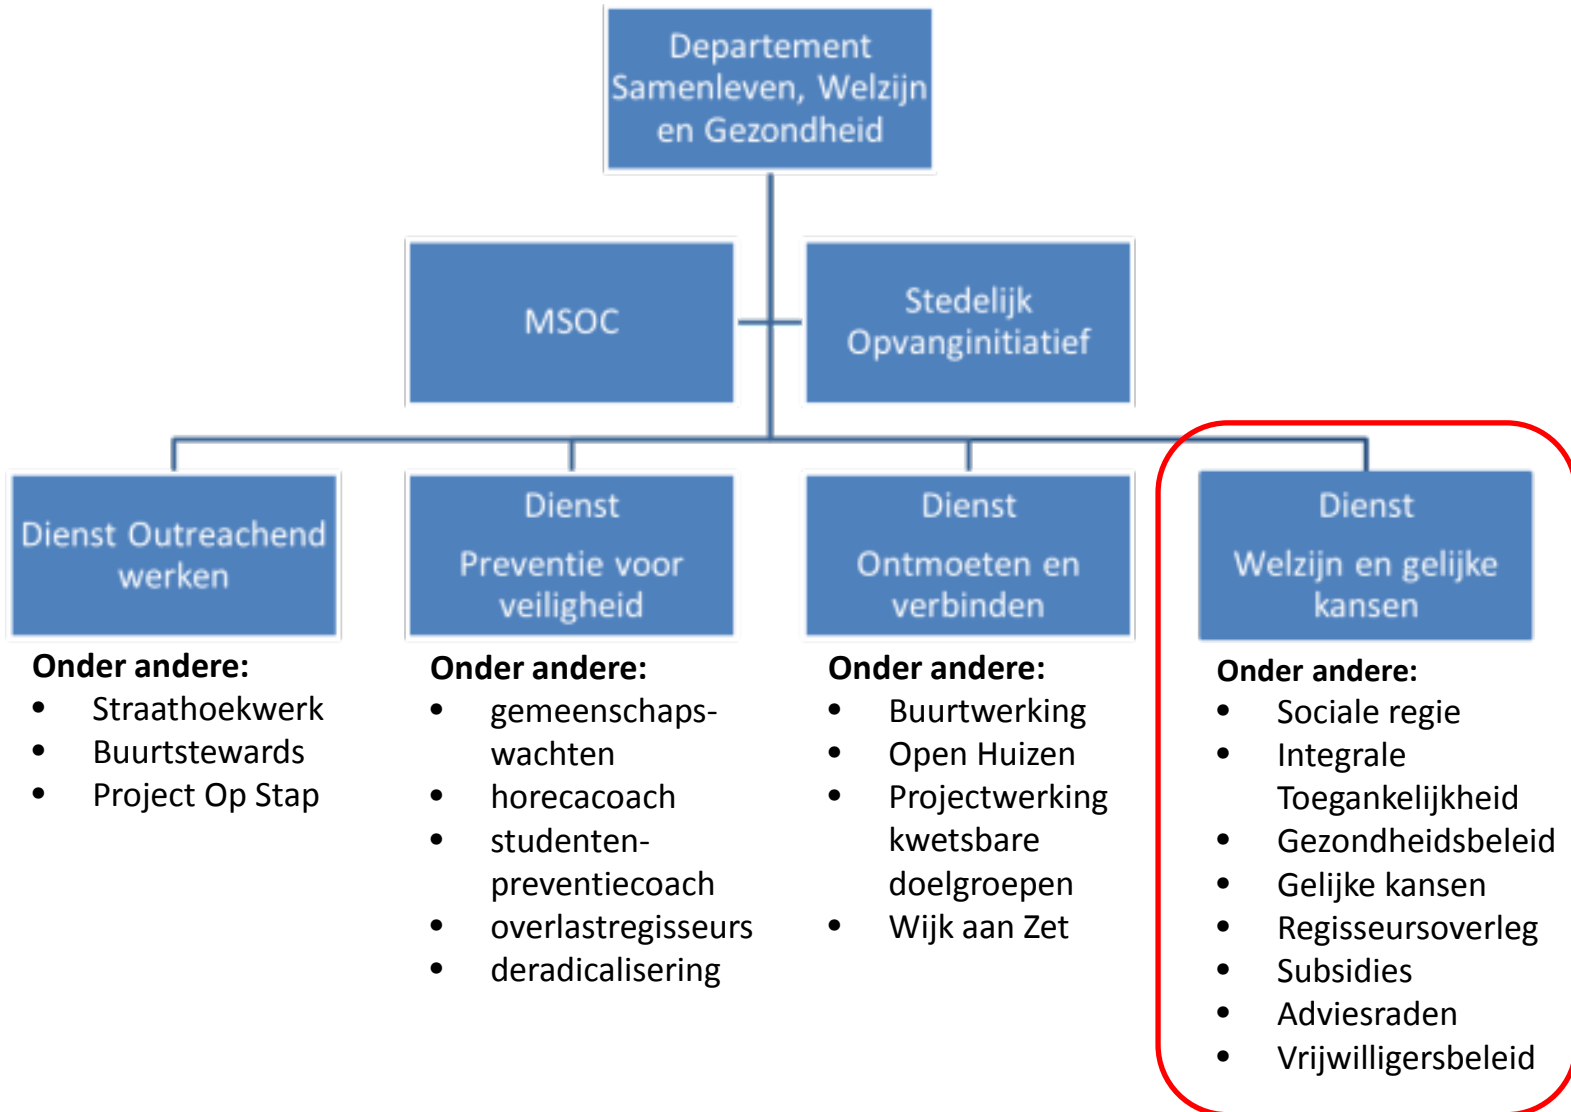 Departement
Samenleven, Welzijn
en Gezondheid
MSOC
Stedelijk
Opvanginitiatief
Dienst Outreachend
werken
Onder andere:
• Straathoekwerk
• Buurtstewards
• Project Op Stap
Dienst
Preventie voor
veiligheid
Onder andere:
• gemeenschaps-
wachten
• horecacoach
• studenten-
preventiecoach
• overlastregisseurs
• deradicalisering
Dienst
Ontmoeten en
verbinden
Onder andere:
• Buurtwerking
• Open Huizen
• Projectwerking
kwetsbare
doelgroepen
• Wijk aan Zet
Dienst
Welzijn en gelijke
kansen
Onder andere:
• Sociale regie
• Integrale
Toegankelijkheid
• Gezondheidsbeleid
• Gelijke kansen
• Regisseursoverleg
• Subsidies
• Adviesraden
• Vrijwilligersbeleid